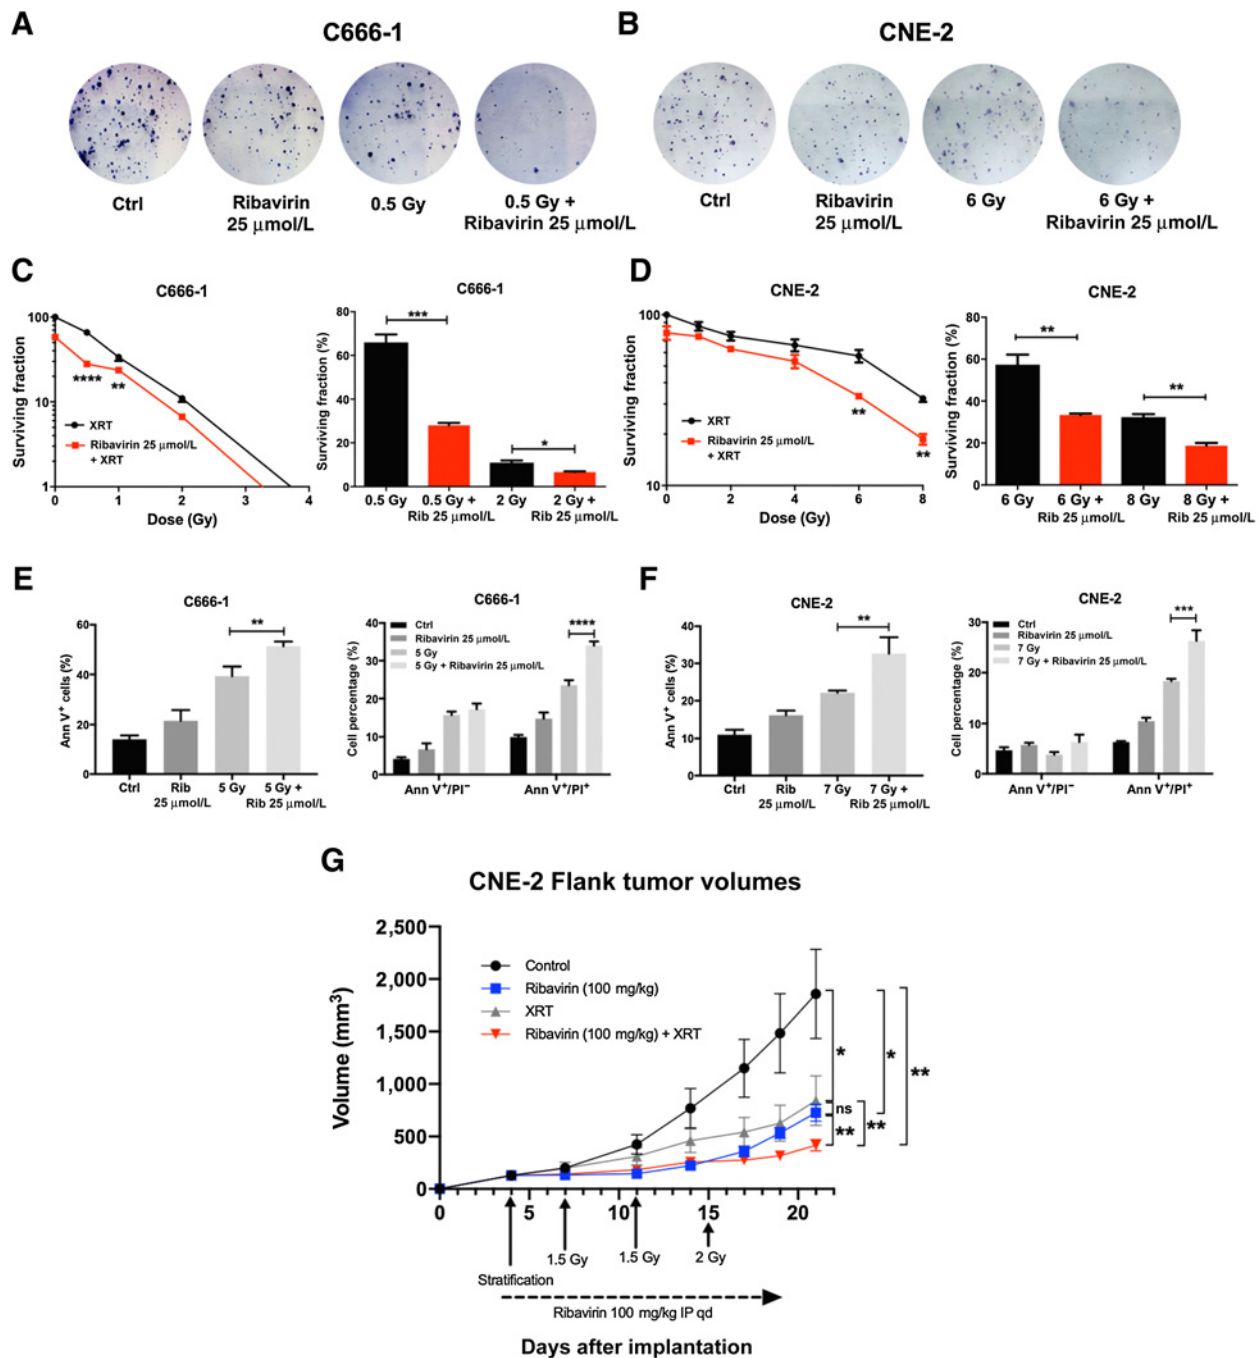 A
C666-1
Ctrl
Ribavirin
25 μmol/L
0.5 Gy
0.5 Gy +
Ribavirin 25 μmol/L
B
CNE-2
Ctrl
Ribavirin
25 μmol/L
6 Gy
6 Gy +
Ribavirin 25 μmol/L
C
C666-1
Surviving fraction
100
10
1
****
**
XRT
Ribavirin 25 μmol/L
+ XRT
0
1
2
3
4
Dose (Gy)
C666-1
Surviving fraction (%)
80
60
40
20
0
***
*
0.5 Gy
0.5 Gy +
Rib 25 μmol/L
2 Gy
2 Gy +
Rib 25 μmol/L
D
CNE-2
Surviving fraction
100
10
**
**
XRT
Ribavirin 25 μmol/L
+ XRT
0
2
4
6
8
Dose (Gy)
CNE-2
Surviving fraction (%)
80
60
40
20
0
**
**
6 Gy
6 Gy +
Rib 25 μmol/L
8 Gy
8 Gy +
Rib 25 μmol/L
E
C666-1
Ann V⁺ cells (%)
60
40
20
0
**
Ctrl
Rib
25 μmol/L
5 Gy
5 Gy +
Rib 25 μmol/L
C666-1
Cell percentage (%)
40
30
20
10
0
Ctrl
Ribavirin 25 μmol/L
5 Gy
5 Gy + Ribavirin 25 μmol/L
****
Ann V⁺/PI⁻
Ann V⁺/PI⁺
F
CNE-2
Ann V⁺ cells (%)
40
30
20
10
0
**
Ctrl
Rib
25 μmol/L
7 Gy
7 Gy +
Rib 25 μmol/L
CNE-2
Cell percentage (%)
30
20
10
0
Ctrl
Ribavirin 25 μmol/L
7 Gy
7 Gy + Ribavirin 25 μmol/L
***
Ann V⁺/PI⁻
Ann V⁺/PI⁺
G
CNE-2 Flank tumor volumes
Volume (mm³)
2,500
2,000
1,500
1,000
500
0
Control
Ribavirin (100 mg/kg)
XRT
Ribavirin (100 mg/kg) + XRT
*
*
**
ns
**
**
0
5
10
15
20
1.5 Gy
1.5 Gy
2 Gy
Stratification
Ribavirin 100 mg/kg IP qd
Days after implantation